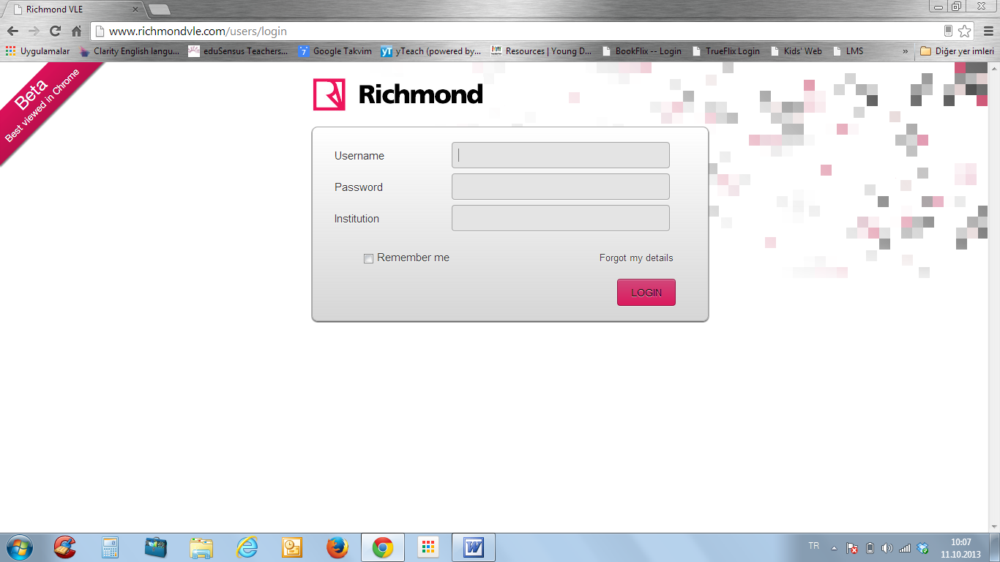 Richmond VLE
www.richmondvle.com/users/login
Uygulamalar
Clarity English langu...
eduSensus Teachers...
7 Google Takvim
yT yTeach (powered by...
Resources | Young D...
BookFlix -- Login
TrueFlix Login
Kids' Web
LMS
»
Diğer yer imleri
Beta
Best viewed in Chrome
Richmond
Username
Password
Institution
Remember me
Forgot my details
LOGIN
TR
10:07
11.10.2013